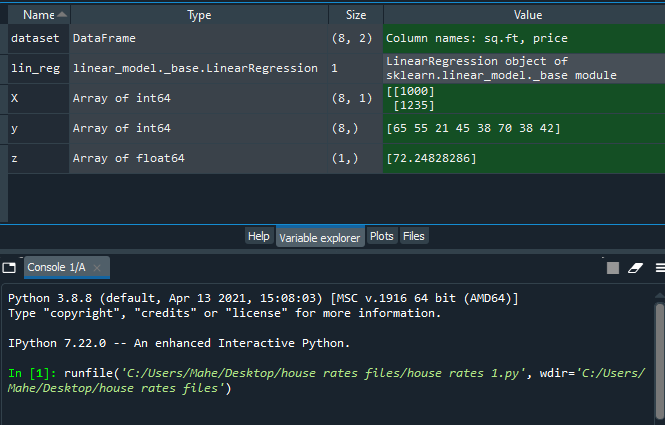 Name Type Size Value
dataset DataFrame (8, 2) Column names: sq.ft, price
lin_reg linear_model._base.LinearRegression 1 LinearRegression object of
sklearn.linear_model._base module
X Array of int64 (8, 1) [[1000]
[1235]
y Array of int64 (8,) [65 55 21 45 38 70 38 42]
z Array of float64 (1,) [72.24828286]
Help Variable explorer Plots Files
Console 1/A
Python 3.8.8 (default, Apr 13 2021, 15:08:03) [MSC v.1916 64 bit (AMD64)]
Type "copyright", "credits" or "license" for more information.
IPython 7.22.0 -- An enhanced Interactive Python.
In [1]: runfile('C:/Users/Mahe/Desktop/house rates files/house rates 1.py', wdir='C:/Users/
Mahe/Desktop/house rates files')